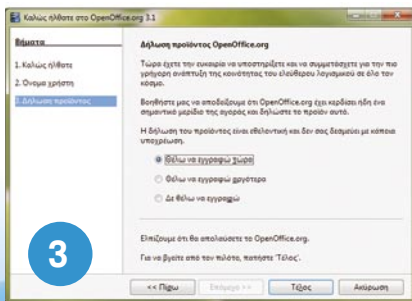 Καλώς ήλθατε στο OpenOffice.org 3.1
Βήματα
1. Καλώς ήλθατε
2. Όνομα χρήστη
3. Δήλωση προϊόντος
Δήλωση προϊόντος OpenOffice.org
Τώρα έχετε την ευκαιρία να υποστηρίξετε και να συμμετάσχετε για την πιο
γρήγορη ανάπτυξη της κοινότητας του ελεύθερου λογισμικού σε όλο τον
κόσμο.
Βοηθήστε μας να αποδείξουμε ότι OpenOffice.org έχει κερδίσει ήδη ένα
σημαντικό μερίδιο της αγοράς και δηλώστε το προϊόν αυτό.
Η δήλωση του προϊόντος είναι εθελοντική και δεν σας δεσμεύει με κάποια
υποχρέωση.
Θέλω να εγγραφώ τώρα
Θέλω να εγγραφώ αργότερα
Δε θέλω να εγγραφώ
Ελπίζουμε ότι θα απολαύσετε το OpenOffice.org.
Για να βγείτε από τον πιλότο, πατήστε 'Τέλος'.
3
<< Πίσω
Επόμενο >>
Τέλος
Ακύρωση